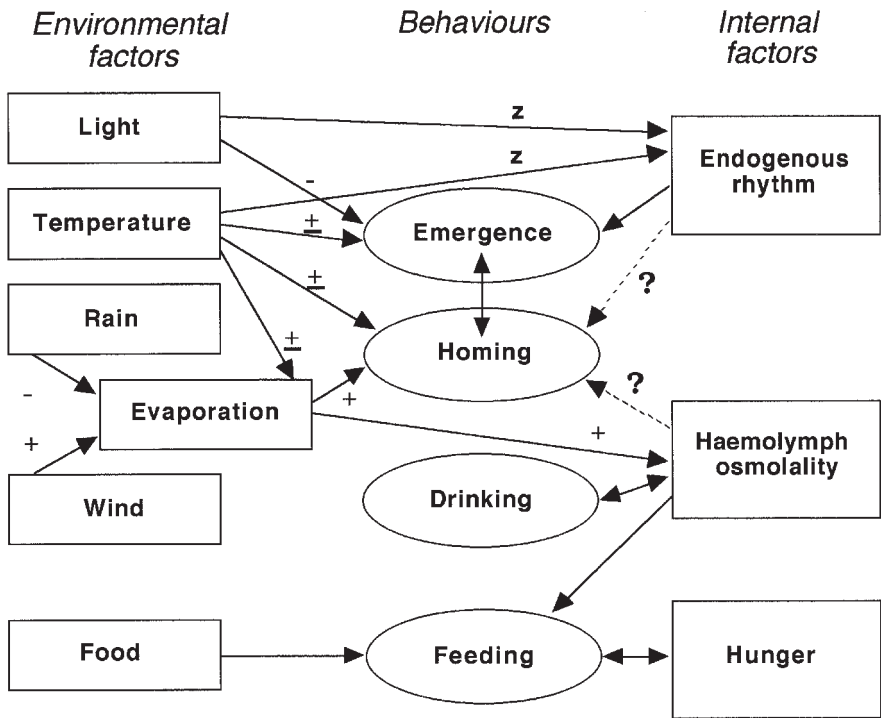 Environmental
factors
Behaviours
Internal
factors
Light
z
Endogenous
rhythm
z
-
Temperature
±
Emergence
±
?
Rain
±
Homing
?
-
Evaporation
+
+
+
Haemolymph
osmolality
Wind
Drinking
Food
Feeding
Hunger